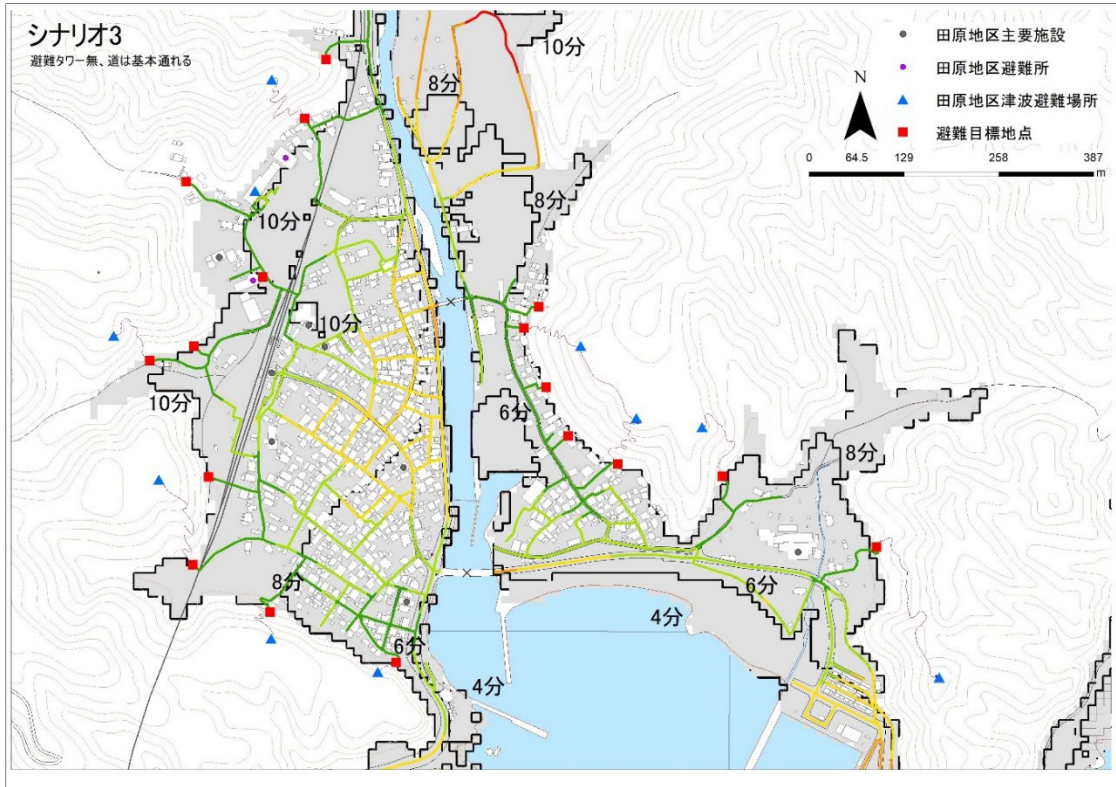 シナリオ3
避難タワー無、道は基本通れる
田原地区主要施設
田原地区避難所
田原地区津波避難場所
避難目標地点
N
0 64.5 129 258 387
m
10分
8分
8分
10分
10分
10分
6分
8分
8分
6分
6分
4分
4分